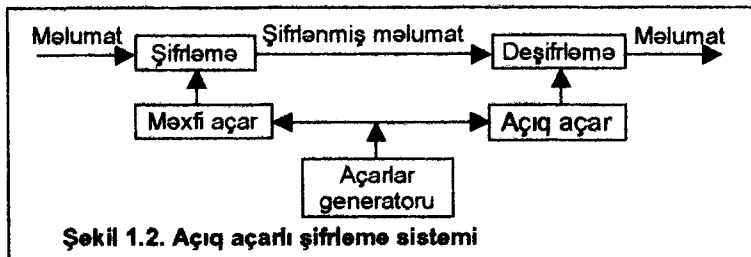 Məlumat
Şifrləmə
Şifrlənmiş məlumat
Deşifrləmə
Məlumat
Məxfi açar
Açıq açar
Açarlar
generatoru
Şəkil 1.2. Açıq açarlı şifrləmə sistemi